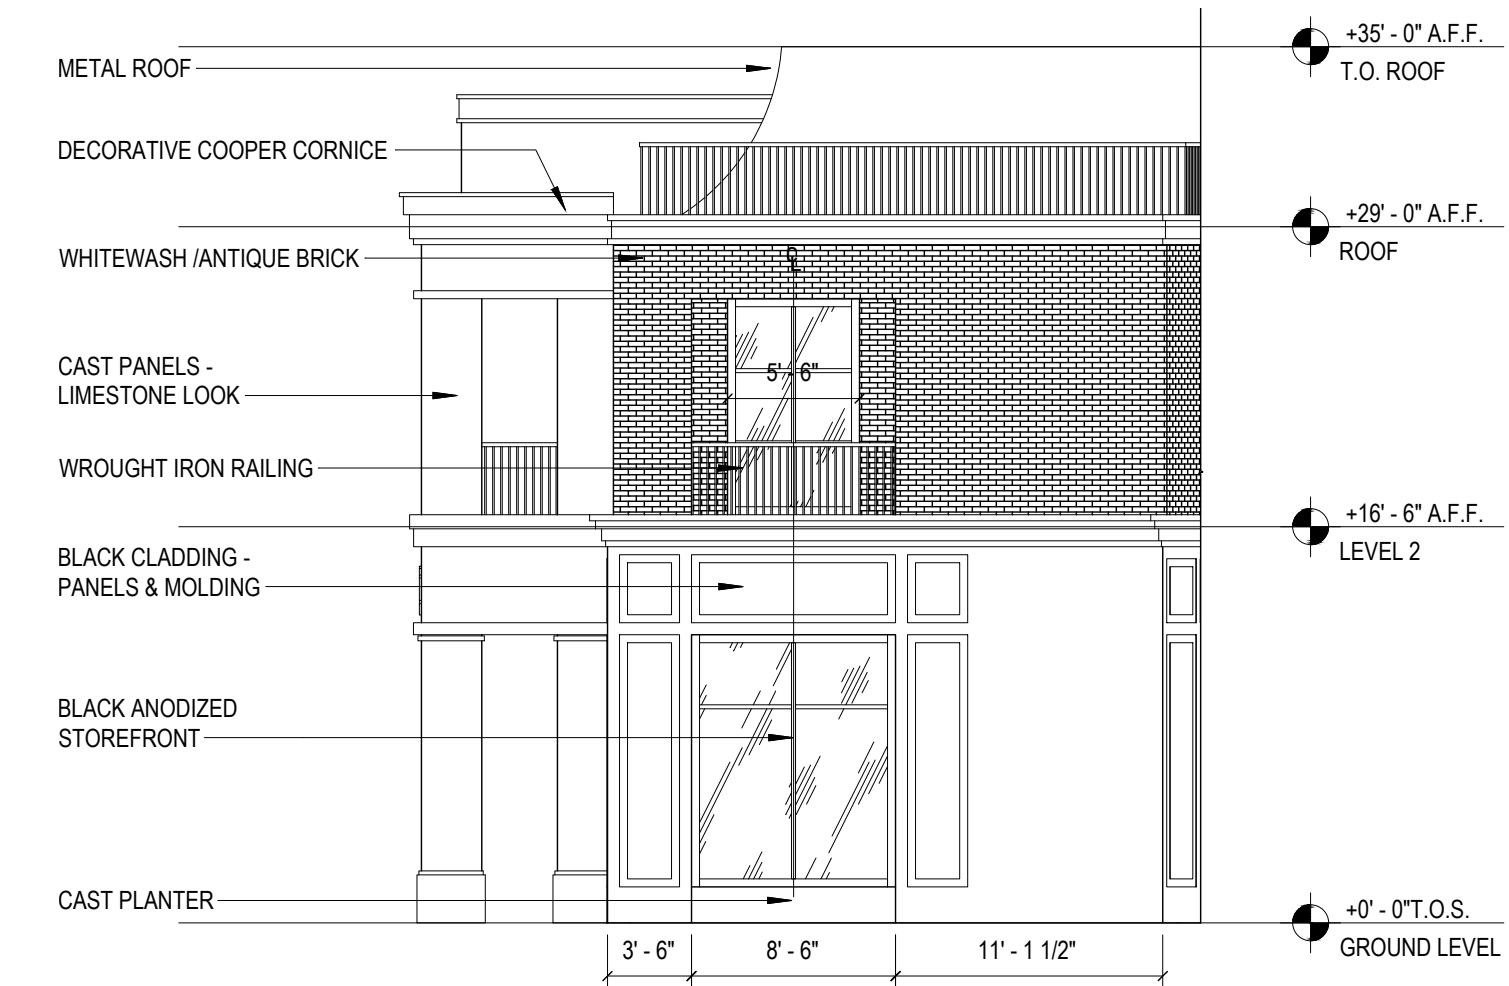 +35' - 0" A.F.F.
T.O. ROOF
METAL ROOF
DECORATIVE COOPER CORNICE
+29' - 0" A.F.F.
ROOF
WHITEWASH /ANTIQUE BRICK
CL
CAST PANELS -
LIMESTONE LOOK
5' - 6"
WROUGHT IRON RAILING
+16' - 6" A.F.F.
LEVEL 2
BLACK CLADDING -
PANELS & MOLDING
BLACK ANODIZED
STOREFRONT
CAST PLANTER
+0' - 0"T.O.S.
GROUND LEVEL
3' - 6"
8' - 6"
11' - 1 1/2"